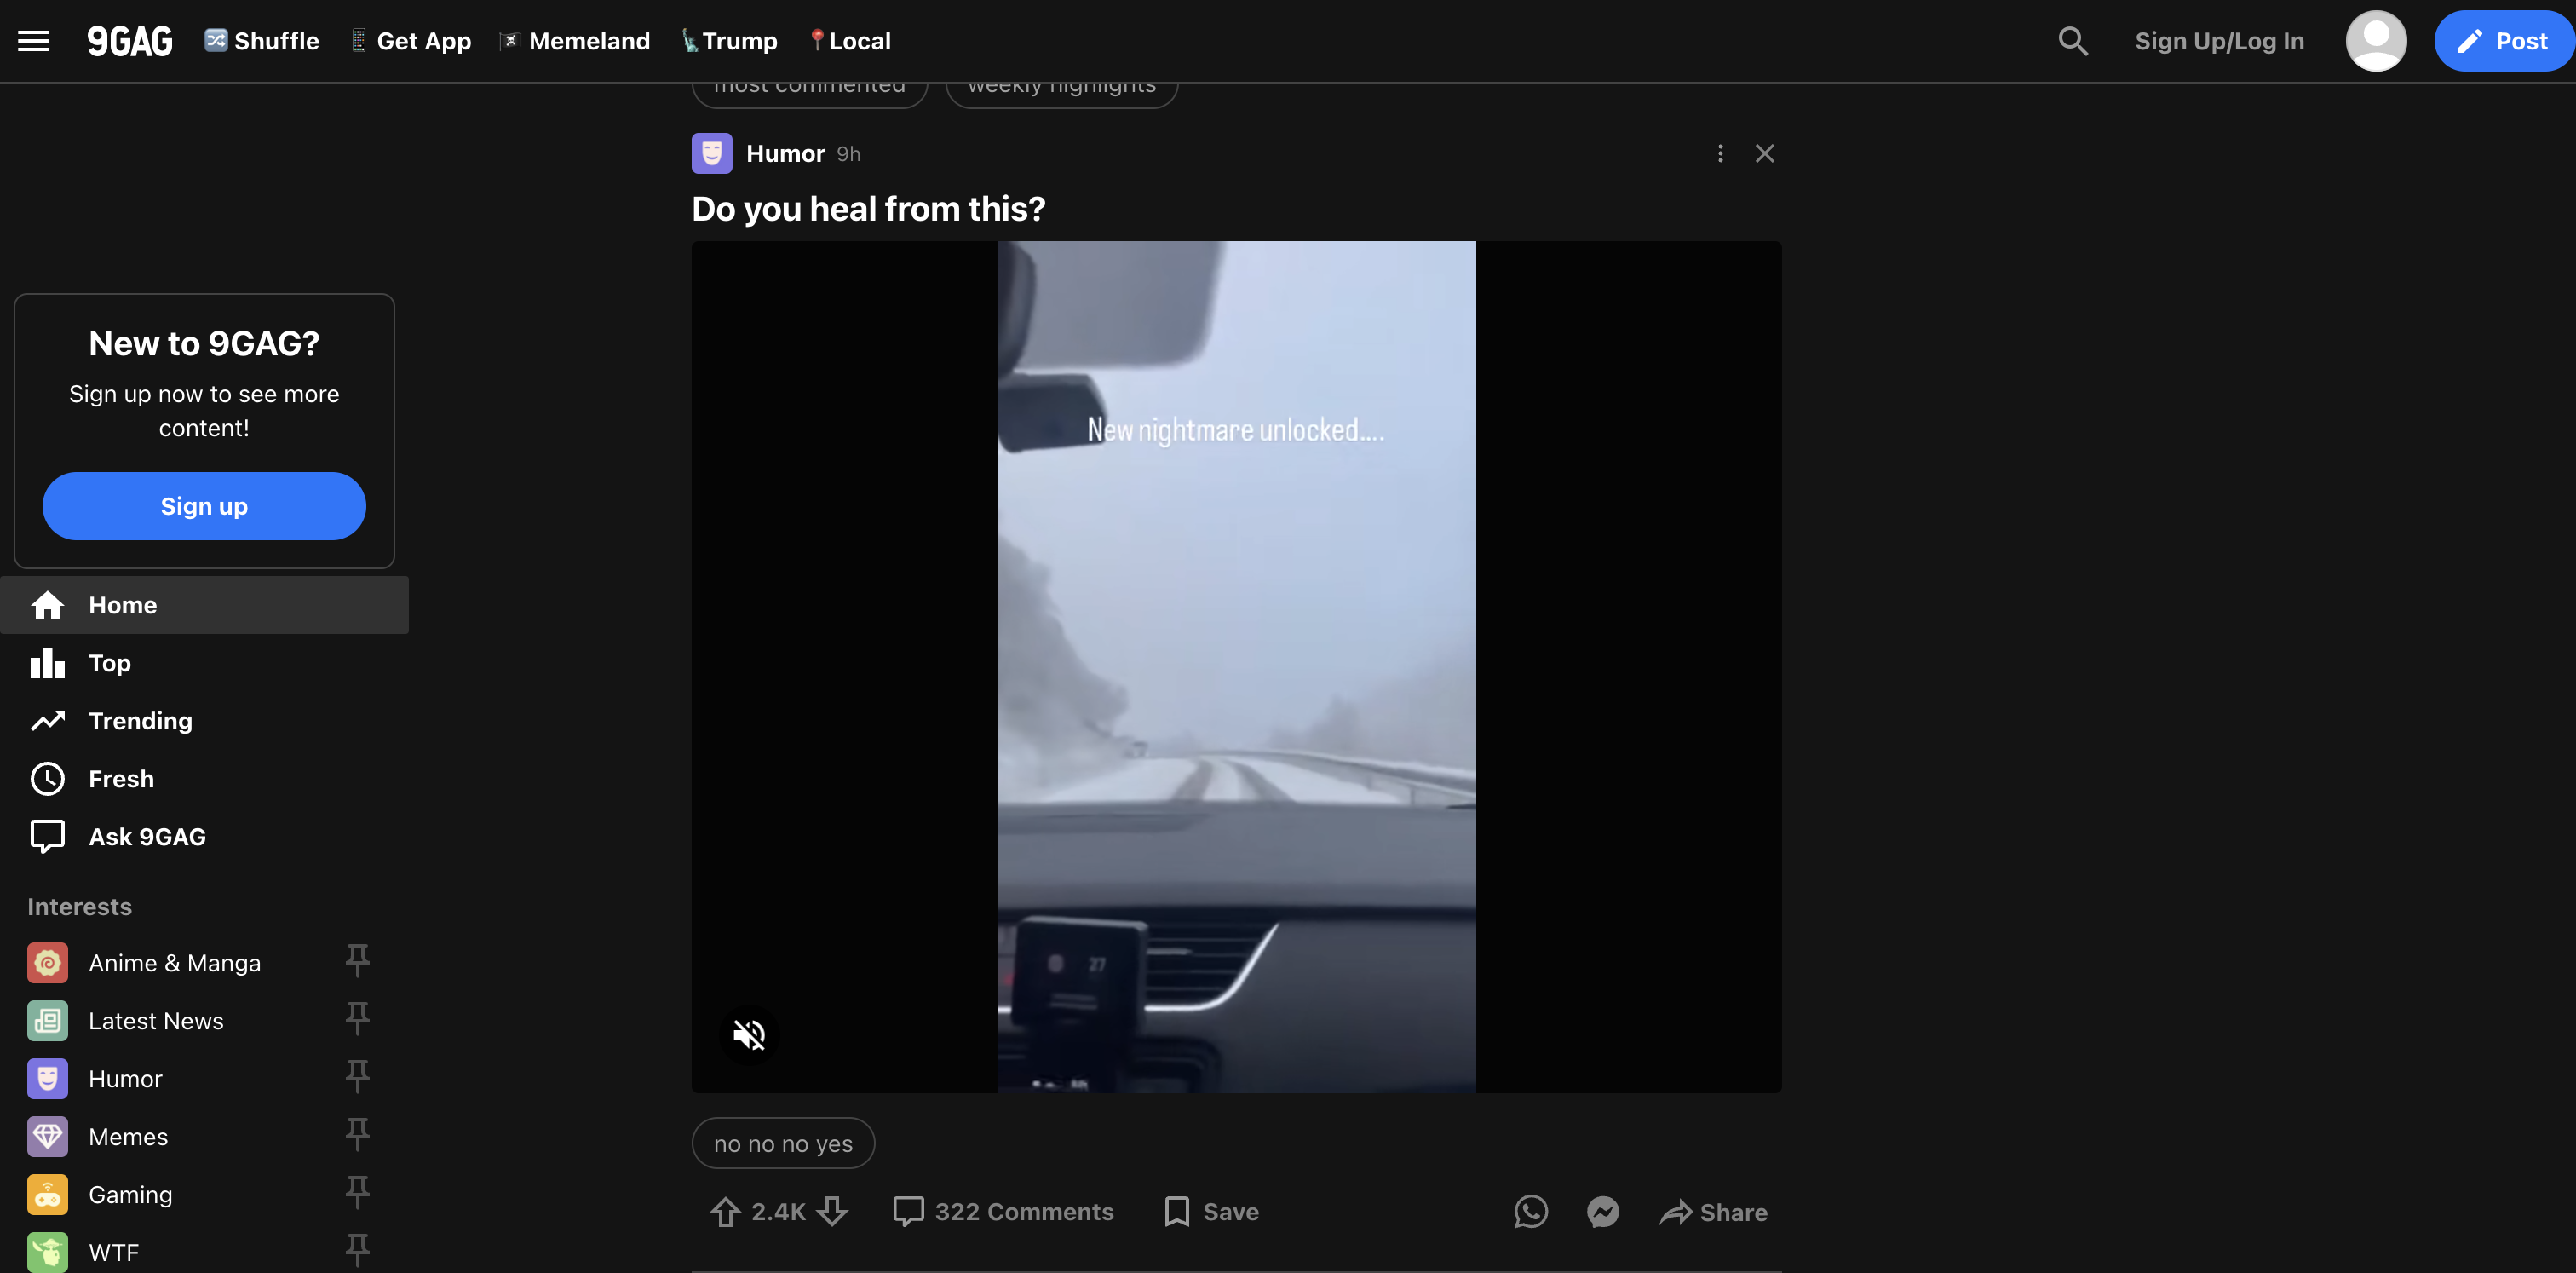 9GAG
Shuffle
Get App
Memeland
Trump
Local
Sign Up/Log In
Post
most commented
weekly highlights
Humor 9h
Do you heal from this?
New nightmare unlocked....
27
no no no yes
2.4K
322 Comments
Save
Share
New to 9GAG?
Sign up now to see more
content!
Sign up
Home
Top
Trending
Fresh
Ask 9GAG
Interests
Anime & Manga
Latest News
Humor
Memes
Gaming
WTF